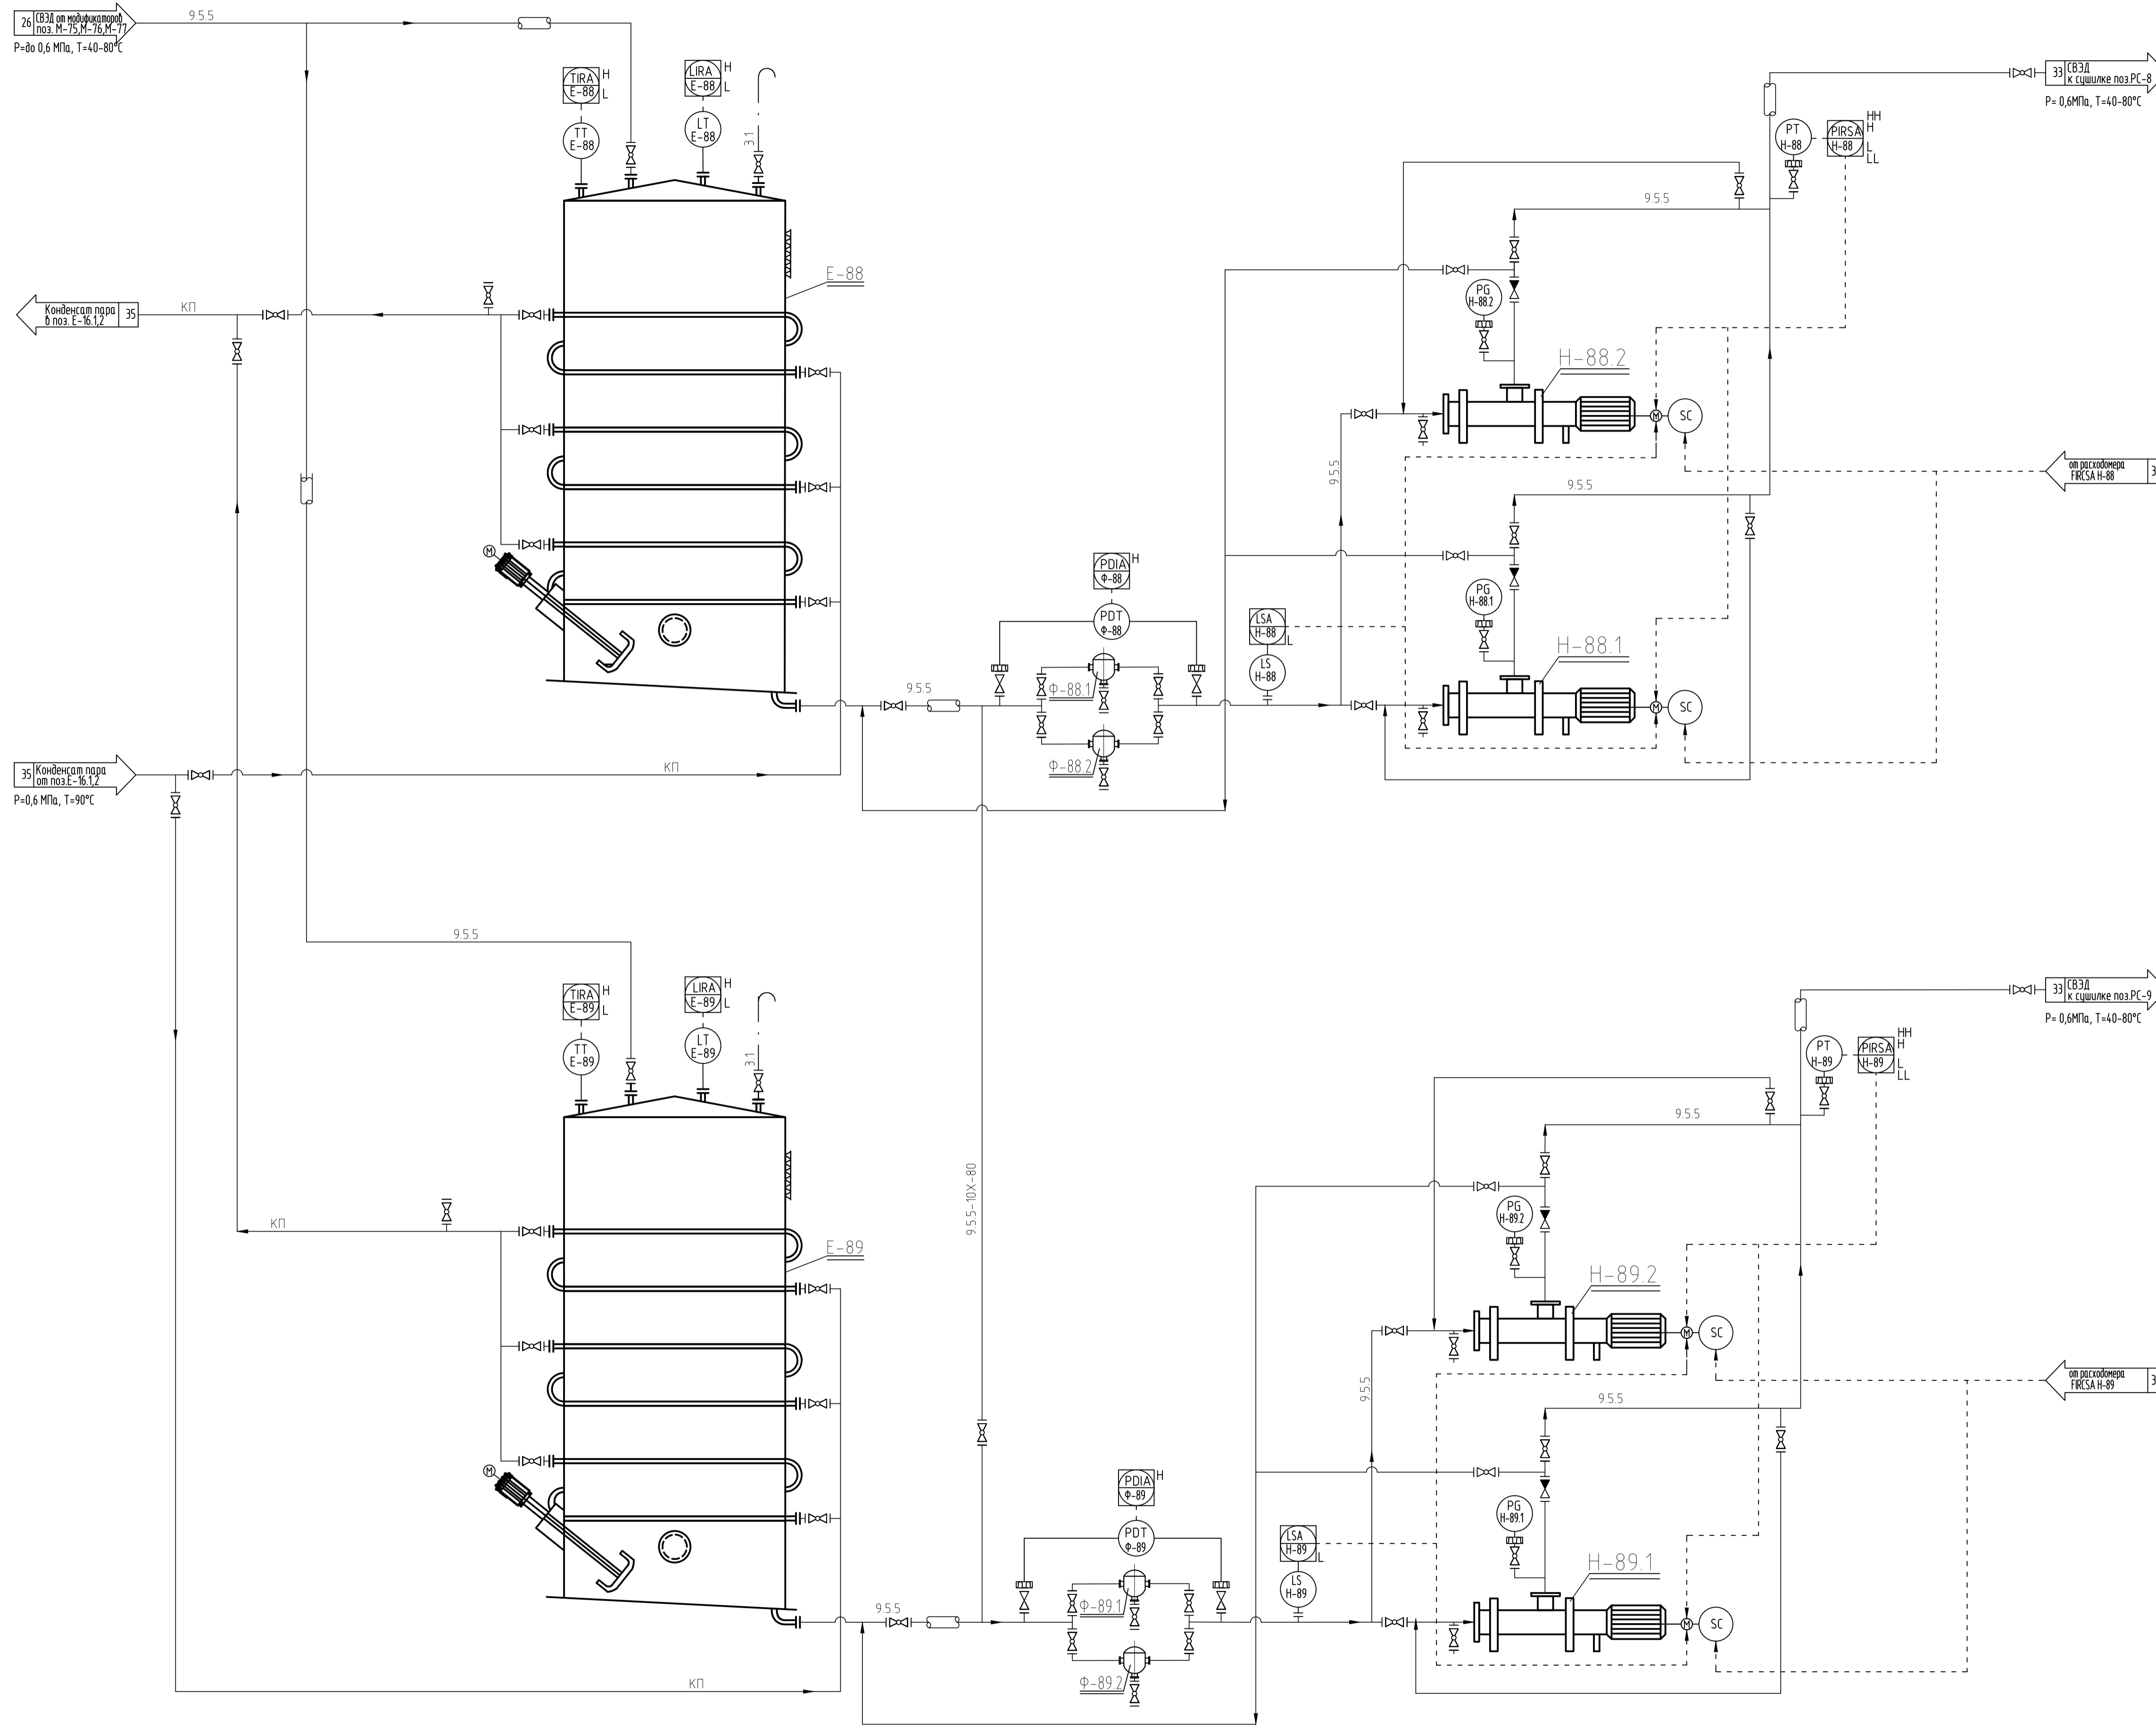 26
СВЭД от модификаторов
поз. М-75,М-76,М-77
Р=до 0,6 МПа, Т=40-80°С
9.5.5
TIRA
Е-88
H
L
TT
Е-88
LIRA
Е-88
H
L
LT
Е-88
3.1
Е-88
Конденсат пара
в поз. Е-16.1,2
35
КП
М
35
Конденсат пара
от поз.Е-16.1,2
Р=0,6 МПа, Т=90°С
КП
9.5.5
PDIA
Ф-88
H
PDT
Ф-88
Ф-88.1
Ф-88.2
LSA
Н-88
L
LS
Н-88
9.5.5
33
СВЭД
к сушилке поз.РС-8
Р= 0,6МПа, Т=40-80°С
PT
Н-88
PIRSA
Н-88
HH
H
L
LL
9.5.5
PG
Н-88.2
Н-88.2
М
SC
от расходомера
FIRCSA Н-88
9.5.5
PG
Н-88.1
Н-88.1
М
SC
9.5.5
TIRA
Е-89
H
L
TT
Е-89
LIRA
Е-89
H
L
LT
Е-89
3.1
Е-89
КП
М
КП
9.5.5-10Х-80
9.5.5
PDIA
Ф-89
H
PDT
Ф-89
Ф-89.1
Ф-89.2
LSA
Н-89
L
LS
Н-89
9.5.5
33
СВЭД
к сушилке поз.РС-9
Р= 0,6МПа, Т=40-80°С
PT
Н-89
PIRSA
Н-89
HH
H
L
LL
9.5.5
PG
Н-89.2
Н-89.2
М
SC
от расходомера
FIRCSA Н-89
9.5.5
PG
Н-89.1
Н-89.1
М
SC